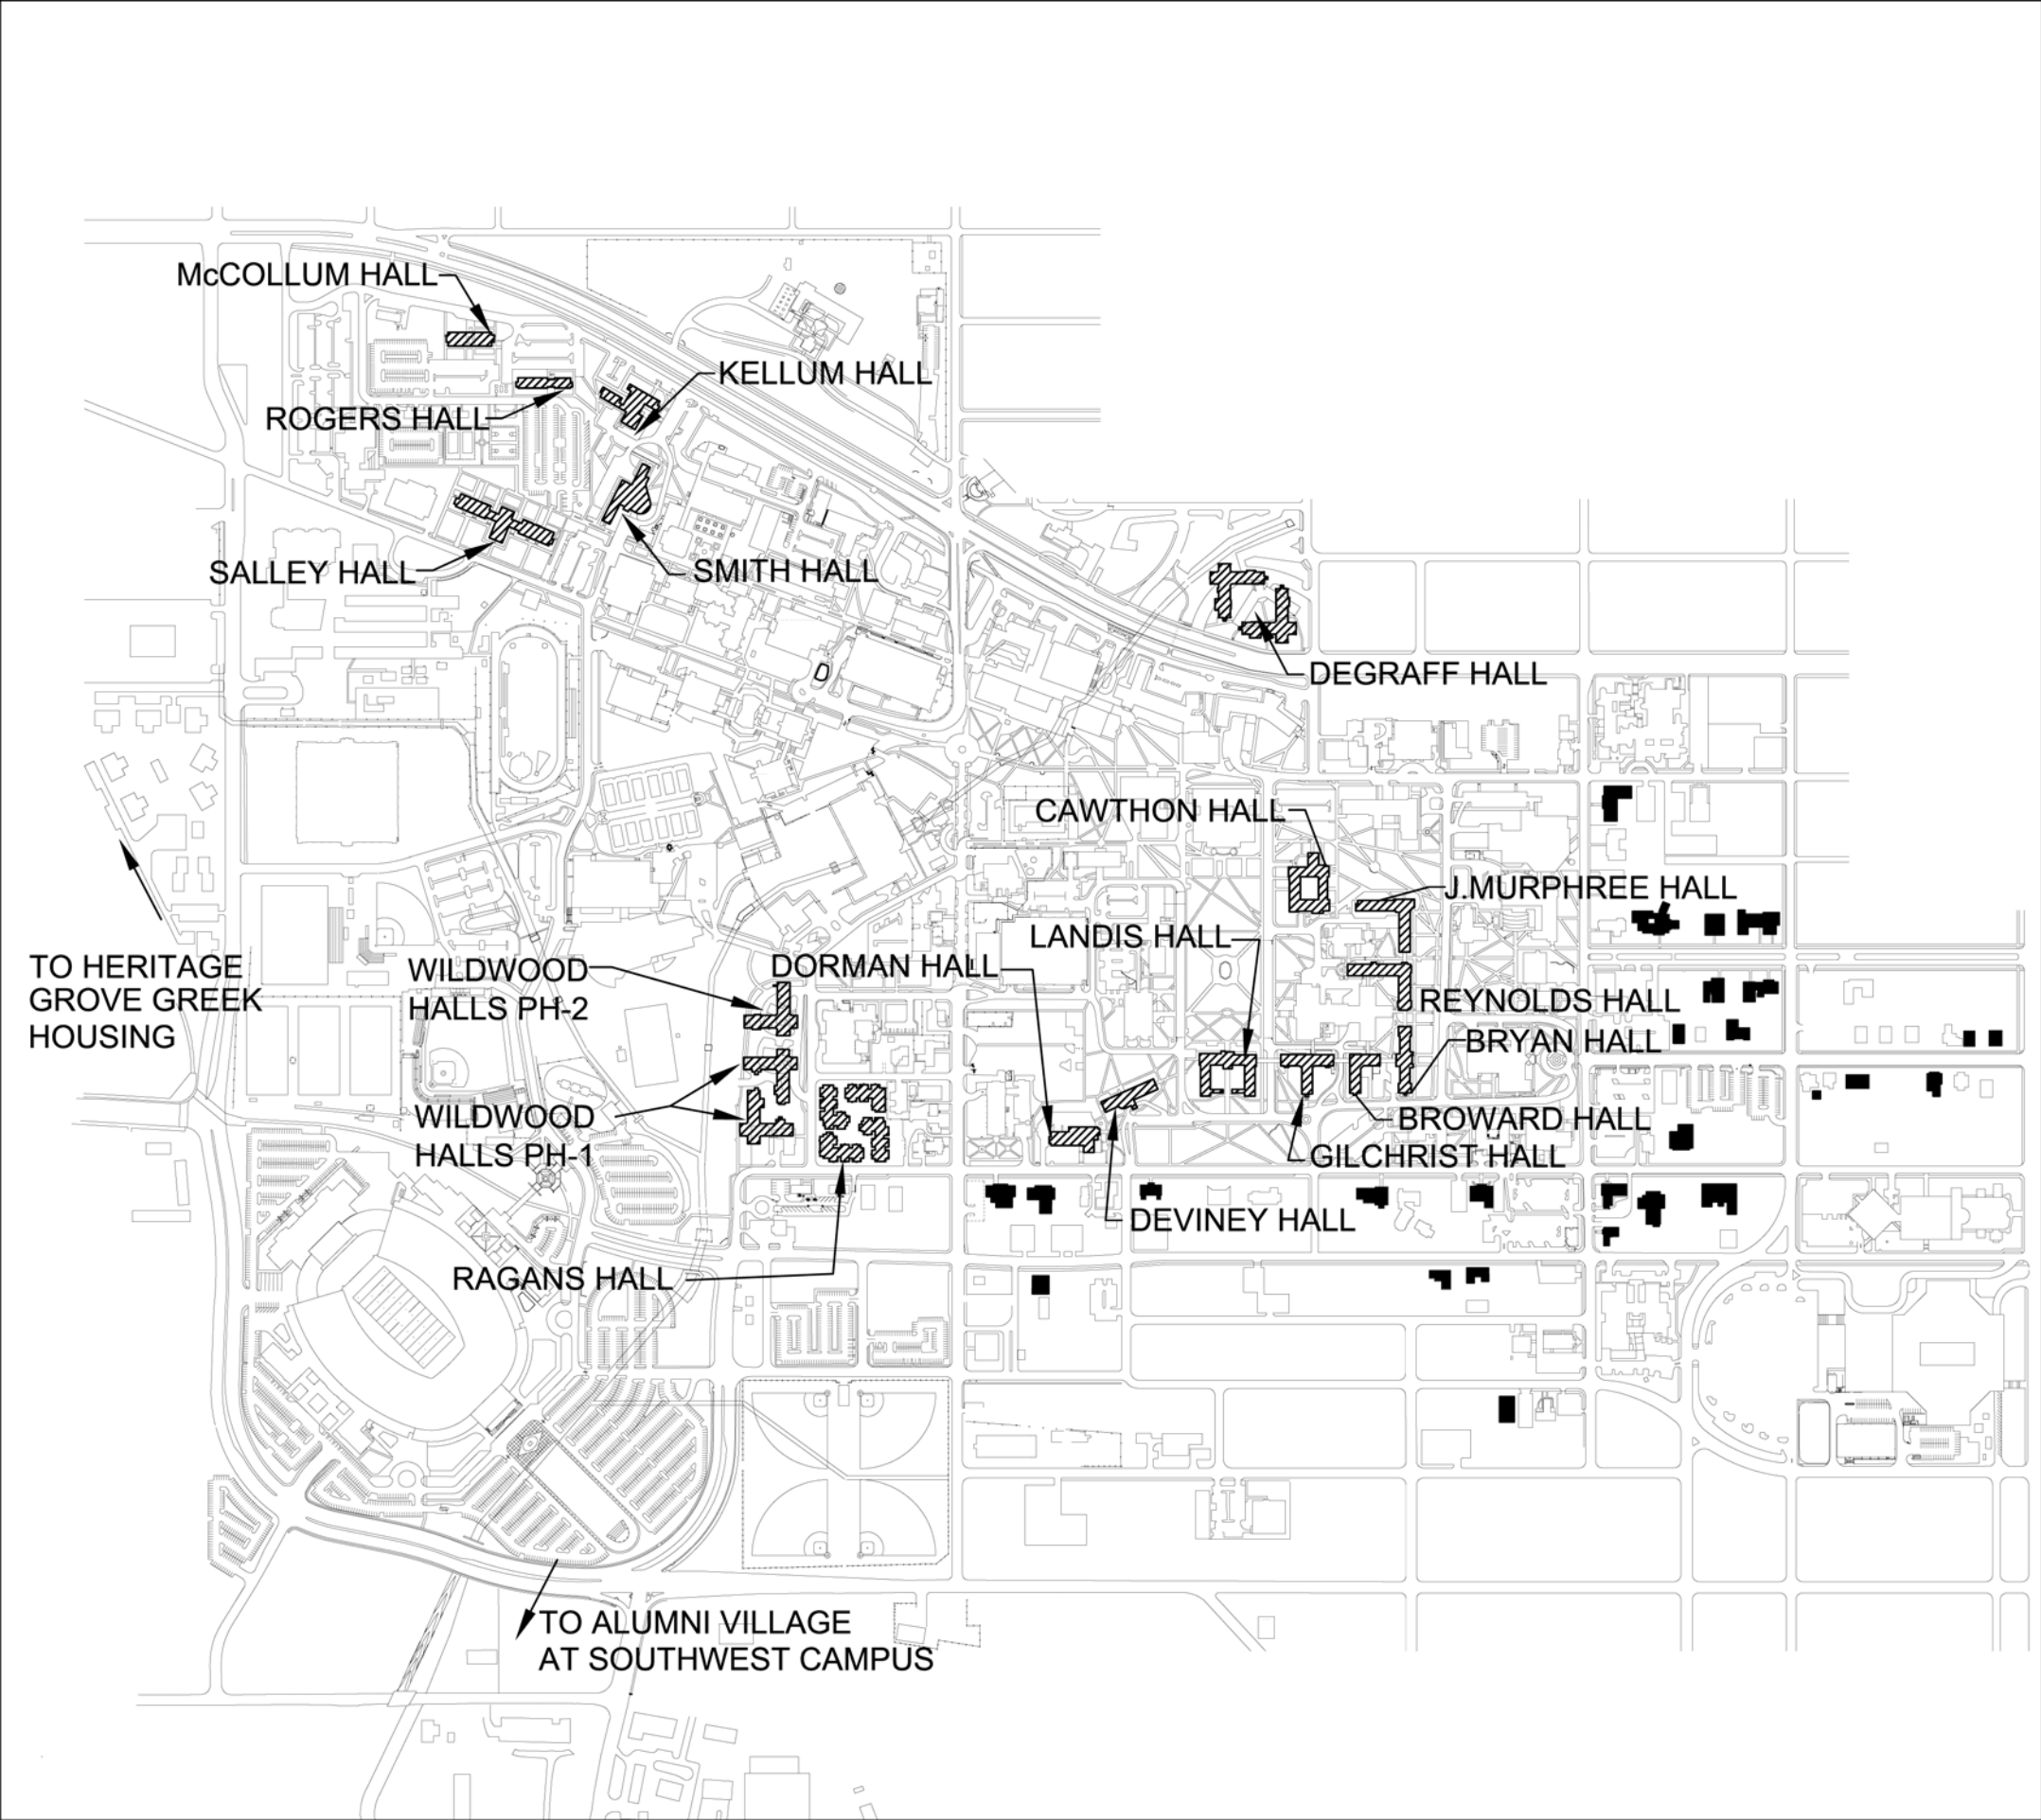 McCOLLUM HALL
KELLUM HALL
ROGERS HALL
SALLEY HALL
SMITH HALL
DEGRAFF HALL
CAWTHON HALL
J.MURPHREE HALL
LANDIS HALL
DORMAN HALL
TO HERITAGE
GROVE GREEK
HOUSING
WILDWOOD
HALLS PH-2
REYNOLDS HALL
BRYAN HALL
WILDWOOD
HALLS PH-1
BROWARD HALL
GILCHRIST HALL
DEVINEY HALL
RAGANS HALL
TO ALUMNI VILLAGE
AT SOUTHWEST CAMPUS